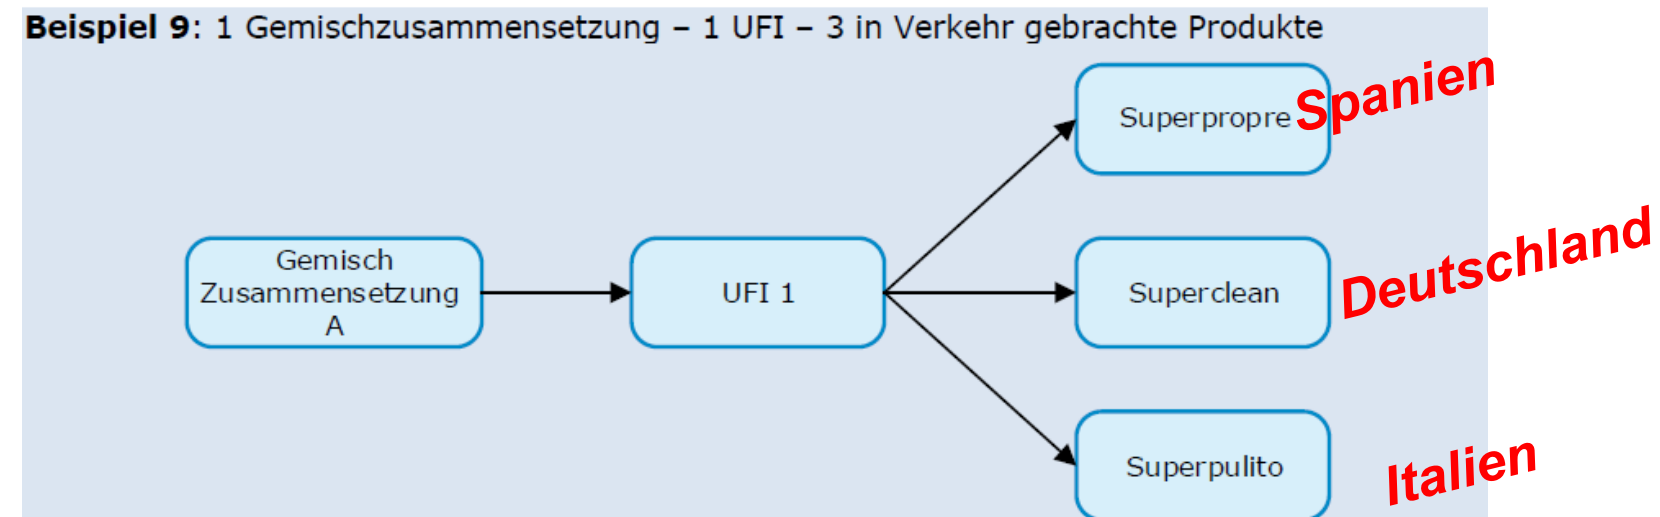 Beispiel 9: 1 Gemischzusammensetzung – 1 UFI – 3 in Verkehr gebrachte Produkte
Superpropre
Spanien
Gemisch
Zusammensetzung
A
UFI 1
Superclean
Deutschland
Superpulito
Italien